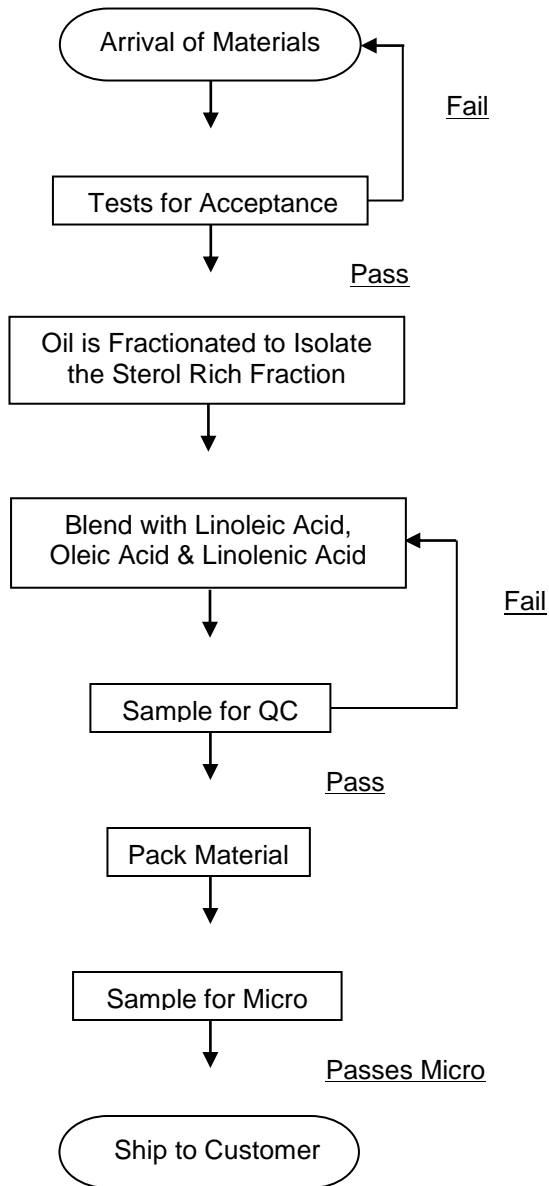 Arrival of Materials
Fail
Tests for Acceptance
Pass
Oil is Fractionated to Isolate
the Sterol Rich Fraction
Blend with Linoleic Acid,
Oleic Acid & Linolenic Acid
Fail
Sample for QC
Pass
Pack Material
Sample for Micro
Passes Micro
Ship to Customer